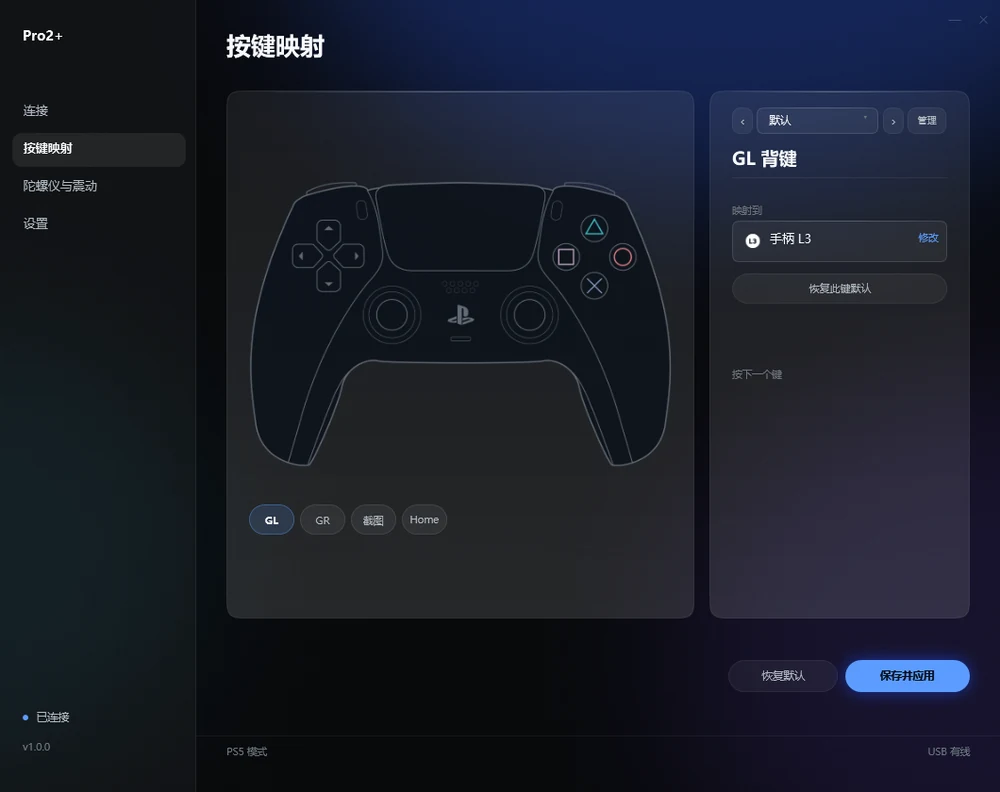 Pro2+
连接
按键映射
陀螺仪与震动
设置
已连接
v1.0.0
按键映射
GL
GR
截图
Home
‹
默认
›
管理
GL 背键
映射到
L3
手柄 L3
修改
恢复此键默认
按下一个键
恢复默认
保存并应用
PS5 模式
USB 有线